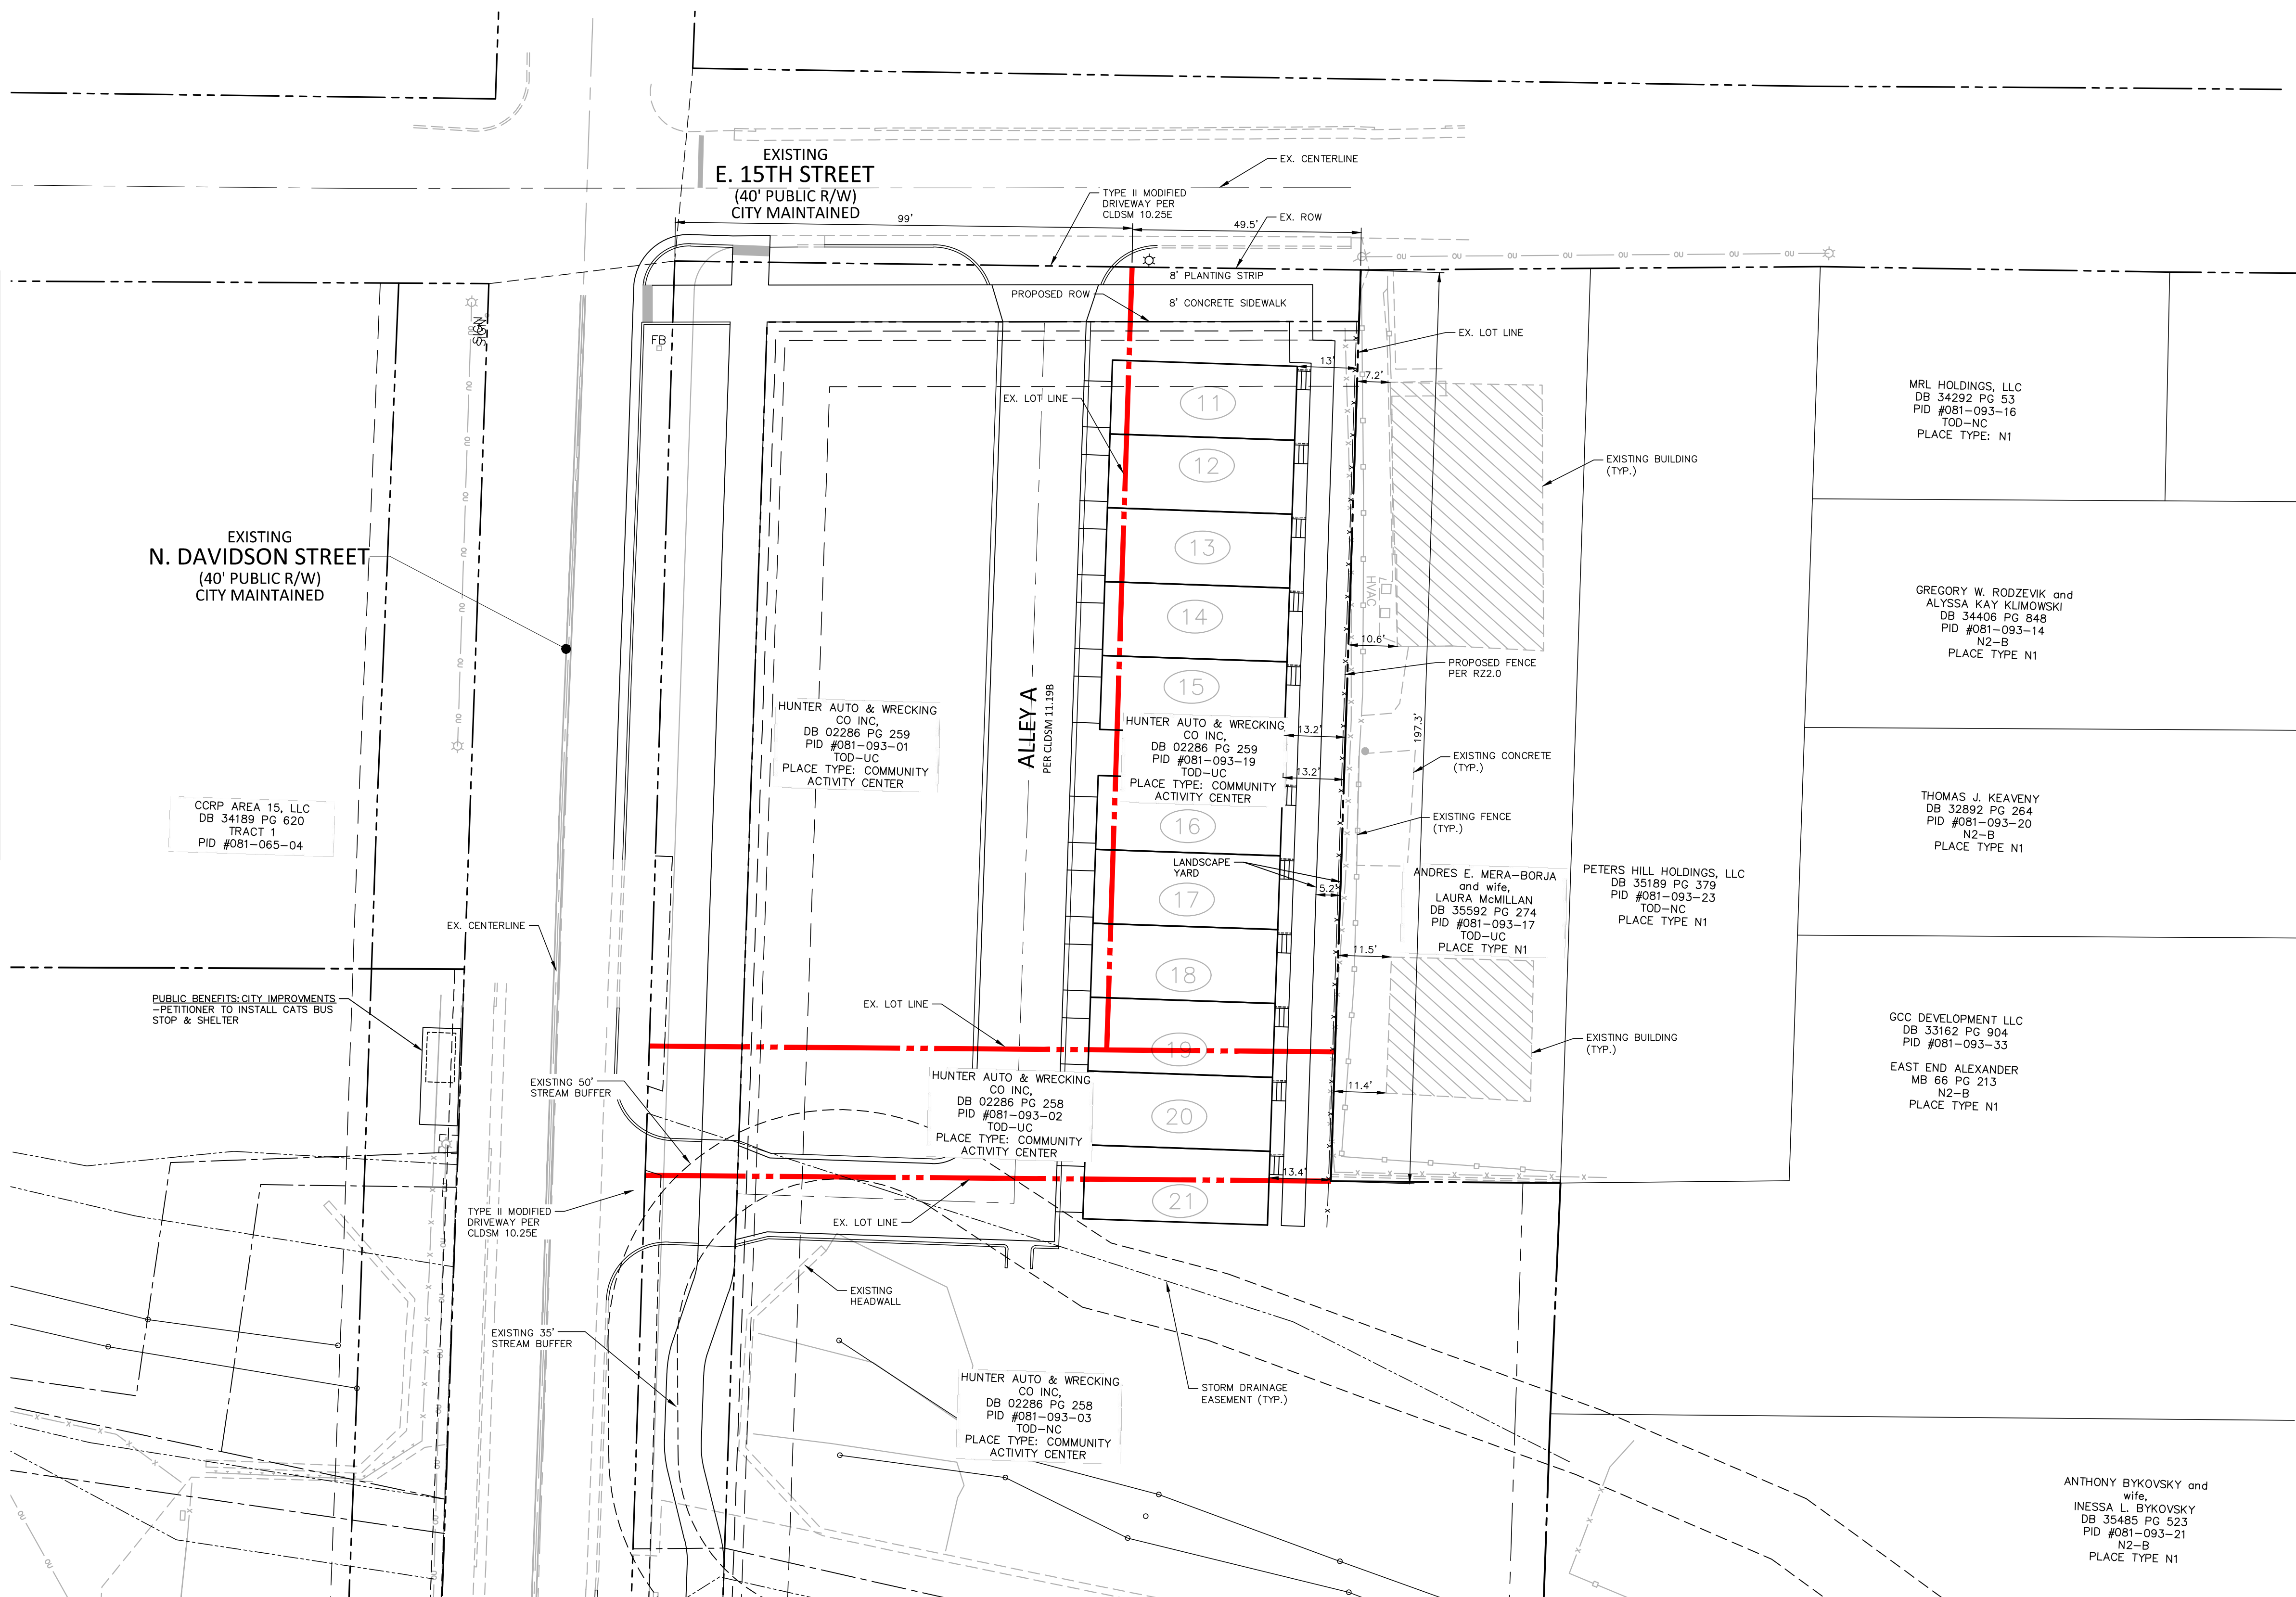 EXISTING
E. 15TH STREET
(40' PUBLIC R/W)
CITY MAINTAINED
EX. CENTERLINE
TYPE II MODIFIED
DRIVEWAY PER
CLDSM 10.25E
99'
49.5'
EX. ROW
8' PLANTING STRIP
PROPOSED ROW
8' CONCRETE SIDEWALK
OU OU OU OU OU OU OU OU
SIGN
SIGN
FB
EX. LOT LINE
13'
7.2'
EX. LOT LINE
11
12
13
14
15
16
17
18
19
20
21
MRL HOLDINGS, LLC
DB 34292 PG 53
PID #081-093-16
TOD-NC
PLACE TYPE: N1
EXISTING BUILDING
(TYP.)
EXISTING
N. DAVIDSON STREET
(40' PUBLIC R/W)
CITY MAINTAINED
HVAC
10.6'
GREGORY W. RODZEVIK and
ALYSSA KAY KLIMOWSKI
DB 34406 PG 848
PID #081-093-14
N2-B
PLACE TYPE N1
PROPOSED FENCE
PER RZ2.0
HUNTER AUTO & WRECKING
CO INC,
DB 02286 PG 259
PID #081-093-01
TOD-UC
PLACE TYPE: COMMUNITY
ACTIVITY CENTER
ALLEY A
PER CLDSM 11.19B
HUNTER AUTO & WRECKING
CO INC,
DB 02286 PG 259
PID #081-093-19
TOD-UC
PLACE TYPE: COMMUNITY
ACTIVITY CENTER
13.2'
13.2'
197.3'
EXISTING CONCRETE
(TYP.)
EXISTING FENCE
(TYP.)
CCRP AREA 15, LLC
DB 34189 PG 620
TRACT 1
PID #081-065-04
THOMAS J. KEAVENY
DB 32892 PG 264
PID #081-093-20
N2-B
PLACE TYPE N1
LANDSCAPE
YARD
5.2'
ANDRES E. MERA-BORJA
and wife,
LAURA McMILLAN
DB 35592 PG 274
PID #081-093-17
TOD-UC
PLACE TYPE N1
PETERS HILL HOLDINGS, LLC
DB 35189 PG 379
PID #081-093-23
TOD-NC
PLACE TYPE N1
EX. CENTERLINE
11.5'
PUBLIC BENEFITS: CITY IMPROVMENTS
-PETITIONER TO INSTALL CATS BUS
STOP & SHELTER
EX. LOT LINE
EXISTING BUILDING
(TYP.)
GCC DEVELOPMENT LLC
DB 33162 PG 904
PID #081-093-33
EAST END ALEXANDER
MB 66 PG 213
N2-B
PLACE TYPE N1
EXISTING 50'
STREAM BUFFER
HUNTER AUTO & WRECKING
CO INC,
DB 02286 PG 258
PID #081-093-02
TOD-UC
PLACE TYPE: COMMUNITY
ACTIVITY CENTER
11.4'
13.4'
TYPE II MODIFIED
DRIVEWAY PER
CLDSM 10.25E
EX. LOT LINE
EXISTING
HEADWALL
EXISTING 35'
STREAM BUFFER
HUNTER AUTO & WRECKING
CO INC,
DB 02286 PG 258
PID #081-093-03
TOD-NC
PLACE TYPE: COMMUNITY
ACTIVITY CENTER
STORM DRAINAGE
EASEMENT (TYP.)
ANTHONY BYKOVSKY and
wife,
INESSA L. BYKOVSKY
DB 35485 PG 523
PID #081-093-21
N2-B
PLACE TYPE N1